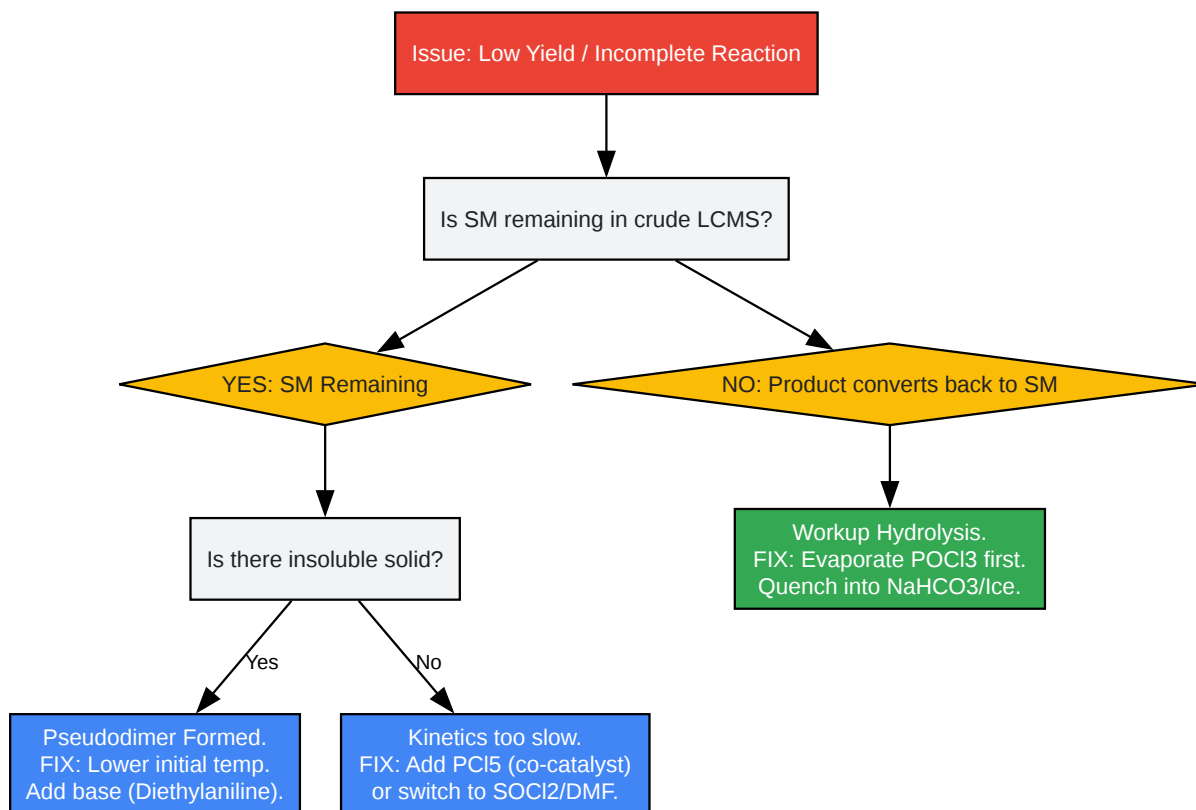 Issue: Low Yield / Incomplete Reaction
Is SM remaining in crude LCMS?
YES: SM Remaining
NO: Product converts back to SM
Is there insoluble solid?
Workup Hydrolysis.
FIX: Evaporate POCl3 first.
Quench into NaHCO3/Ice.
Yes
No
Pseudodimer Formed.
FIX: Lower initial temp.
Add base (Diethylaniline).
Kinetics too slow.
FIX: Add PCl5 (co-catalyst)
or switch to SOCl2/DMF.